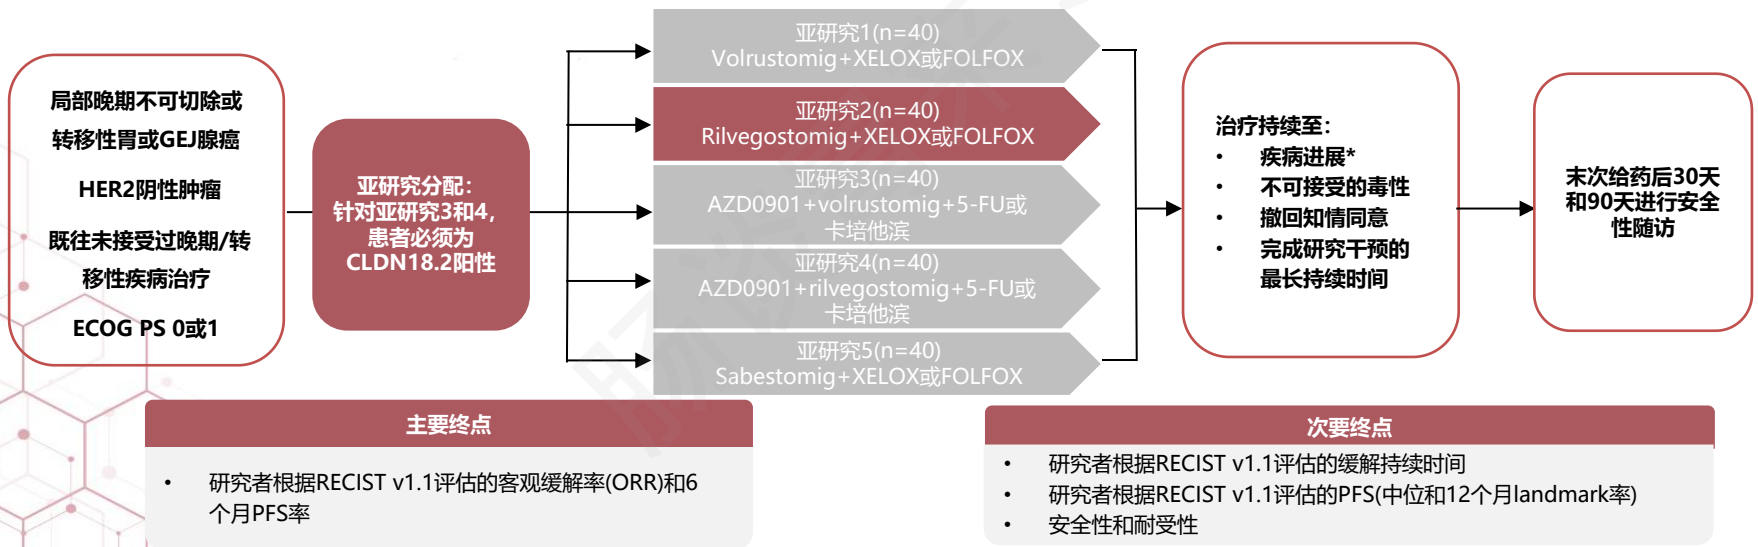 局部晚期不可切除或
转移性胃或GEJ腺癌
HER2阴性肿瘤
既往未接受过晚期/转
移性疾病治疗
ECOG PS 0或1
亚研究分配：
针对亚研究3和4，
患者必须为
CLDN18.2阳性
亚研究1(n=40)
Volrustomig+XELOX或FOLFOX
亚研究2(n=40)
Rilvegostomig+XELOX或FOLFOX
亚研究3(n=40)
AZD0901+volrustomig+5-FU或
卡培他滨
亚研究4(n=40)
AZD0901+rilvegostomig+5-FU或
卡培他滨
亚研究5(n=40)
Sabestomig+XELOX或FOLFOX
治疗持续至：
• 疾病进展*
• 不可接受的毒性
• 撤回知情同意
• 完成研究干预的
最长持续时间
末次给药后30天
和90天进行安全
性随访
主要终点
• 研究者根据RECIST v1.1评估的客观缓解率(ORR)和6
个月PFS率
次要终点
• 研究者根据RECIST v1.1评估的缓解持续时间
• 研究者根据RECIST v1.1评估的PFS(中位和12个月landmark率)
• 安全性和耐受性